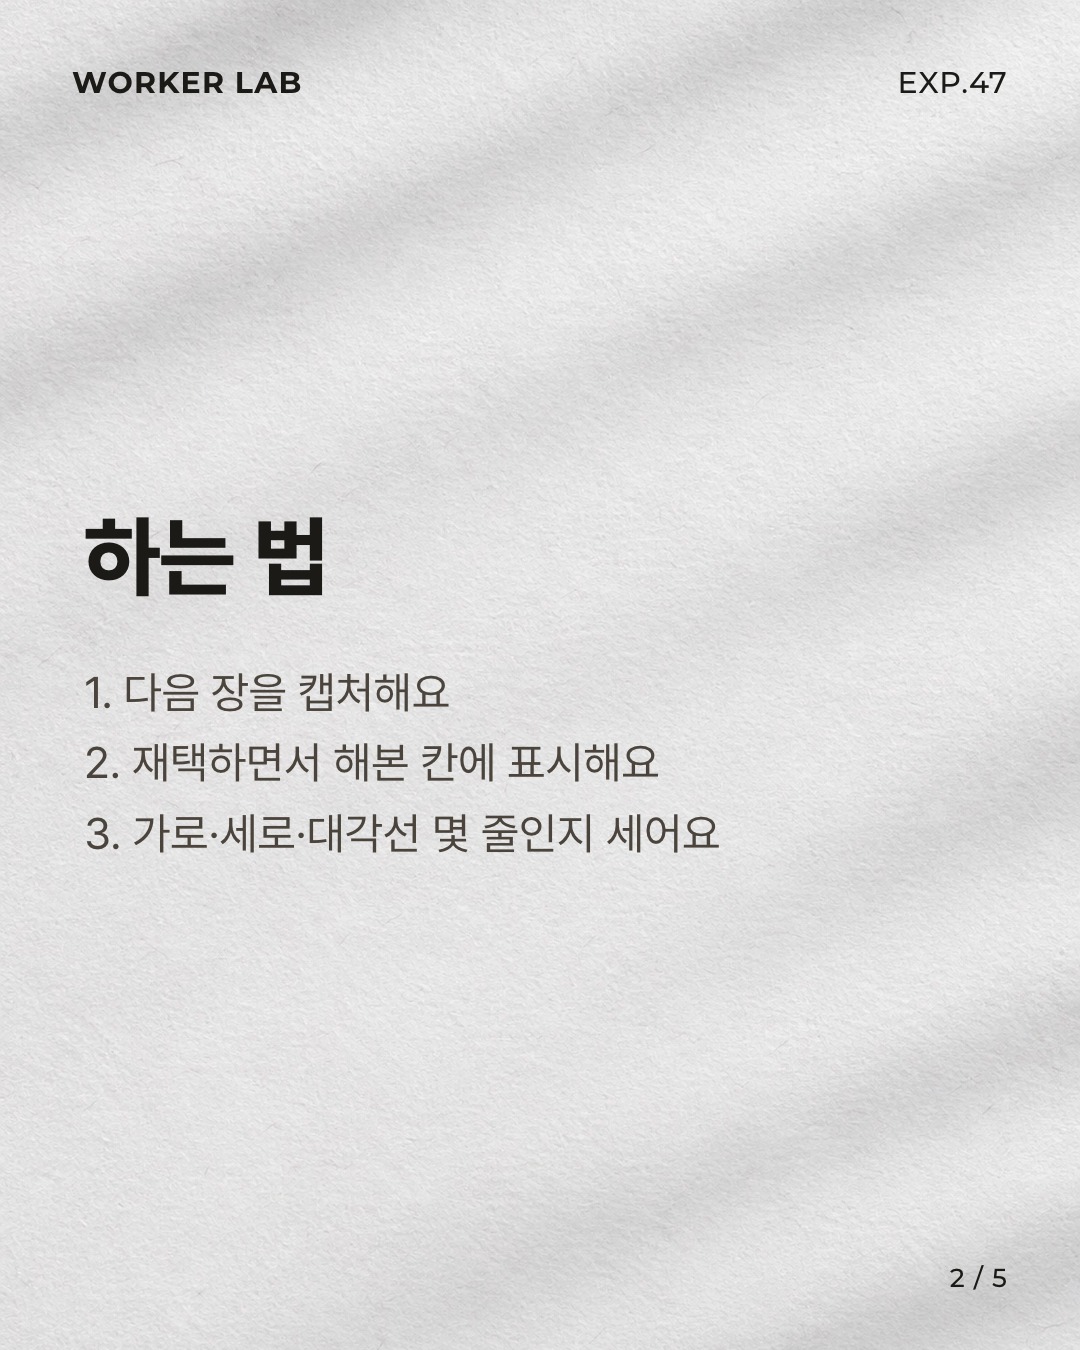 WORKER LAB
EXP.47
하는 법
1. 다음 장을 캡처해요
2. 재택하면서 해본 칸에 표시해요
3. 가로·세로·대각선 몇 줄인지 세어요
2 / 5